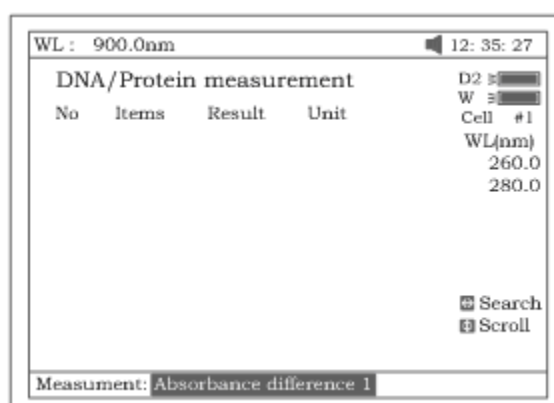 WL : 900.0nm 12: 35: 27
DNA/Protein measurement
No Items Result Unit
D2
W
Cell #1
WL(nm)
260.0
280.0
Search
Scroll
Measument: Absorbance difference 1